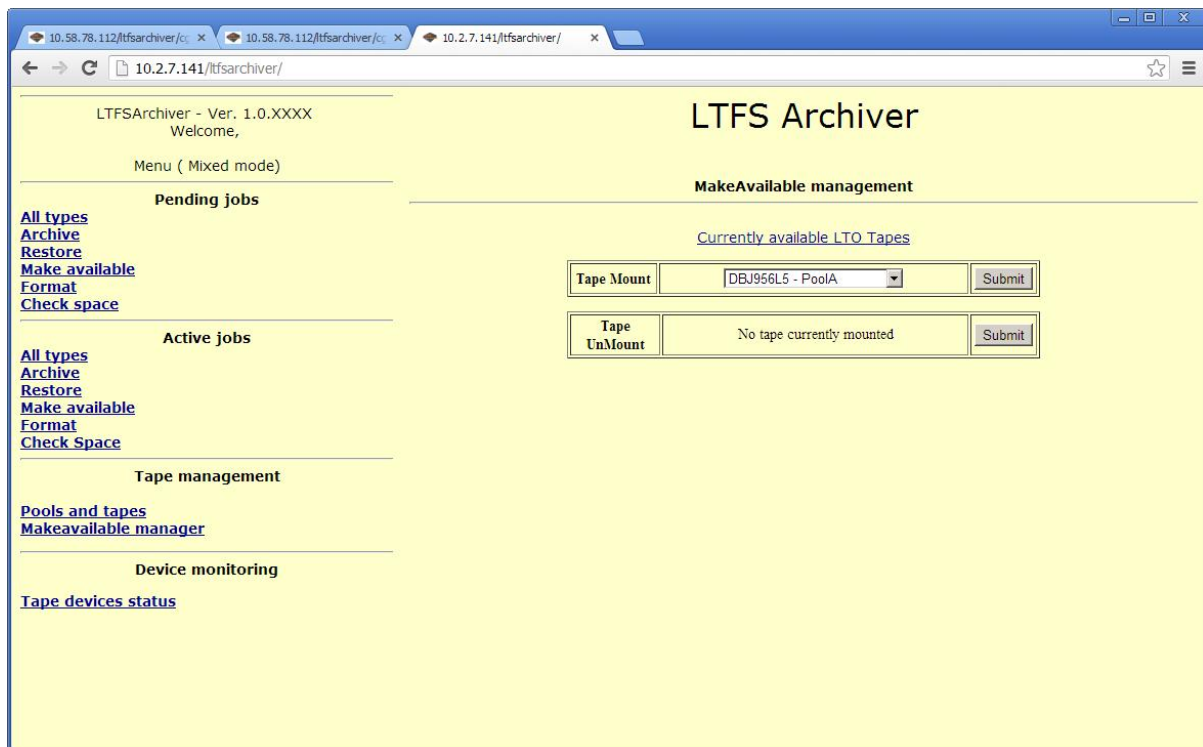 10.58.78.112/ltfsarchiver/c
10.58.78.112/ltfsarchiver/c
10.2.7.141/ltfsarchiver/
10.2.7.141/ltfsarchiver/
LTFSArchiver - Ver. 1.0.XXXX
Welcome,
Menu ( Mixed mode)
Pending jobs
All types
Archive
Restore
Make available
Format
Check space
Active jobs
All types
Archive
Restore
Make available
Format
Check Space
Tape management
Pools and tapes
Makeavailable manager
Device monitoring
Tape devices status
LTFS Archiver
MakeAvailable management
Currently available LTO Tapes
Tape Mount DBJ956L5 - PoolA Submit
Tape
UnMount No tape currently mounted Submit